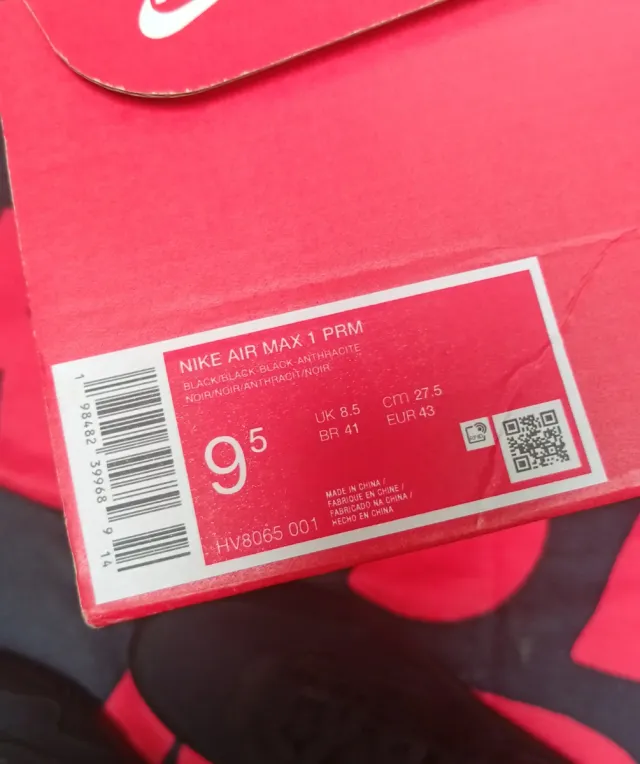 NIKE AIR MAX 1 PRM
BLACK/BLACK-BLACK-ANTHRACITE
NOIR/NOIR/ANTHRACIT/NOIR
9⁵
UK 8.5
BR 41
cm 27.5
EUR 43
HV8065 001
MADE IN CHINA /
FABRIQUE EN CHINE /
FABRICADO NA CHINA /
HECHO EN CHINA
1 98482 39968 9 14